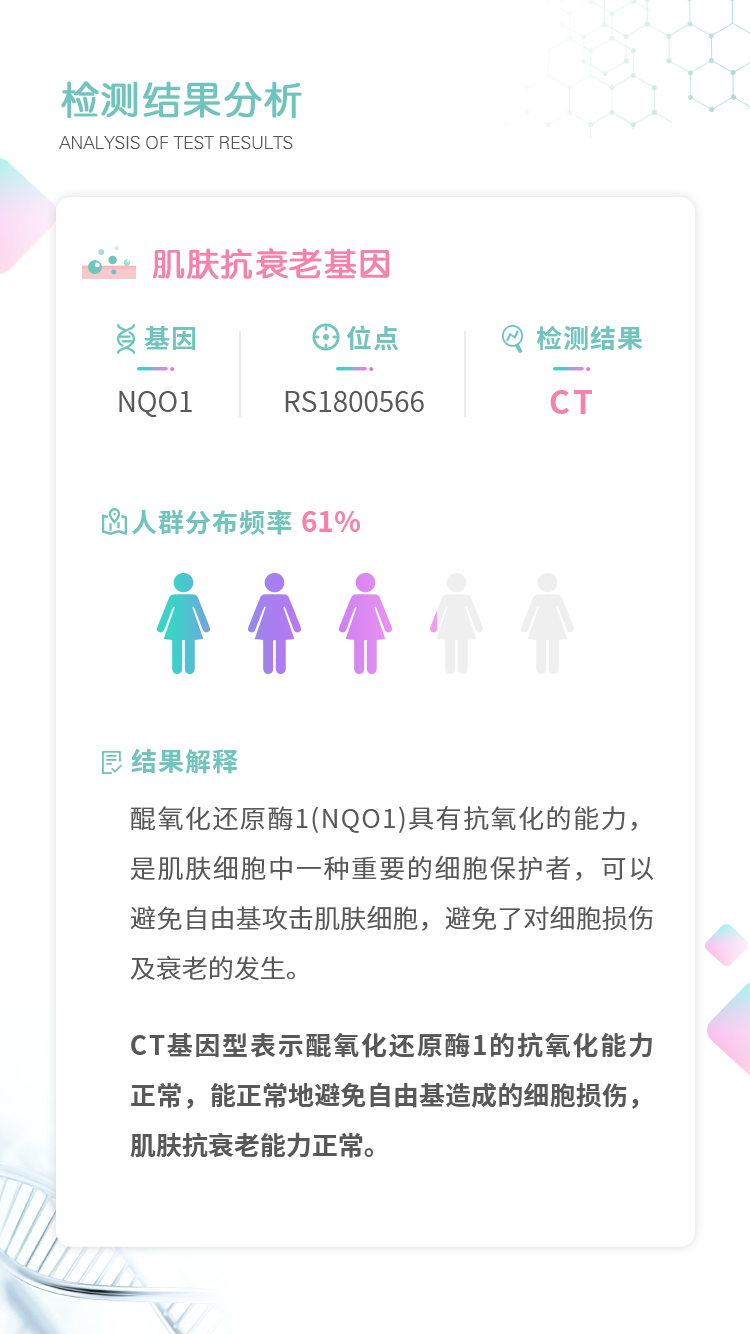 检测结果分析
ANALYSIS OF TEST RESULTS
肌肤抗衰老基因
基因
位点
检测结果
NQO1
RS1800566
CT
人群分布频率 61%
结果解释
醌氧化还原酶1(NQO1)具有抗氧化的能力，
是肌肤细胞中一种重要的细胞保护者，可以
避免自由基攻击肌肤细胞，避免了对细胞损伤
及衰老的发生。
CT基因型表示醌氧化还原酶1的抗氧化能力
正常，能正常地避免自由基造成的细胞损伤，
肌肤抗衰老能力正常。